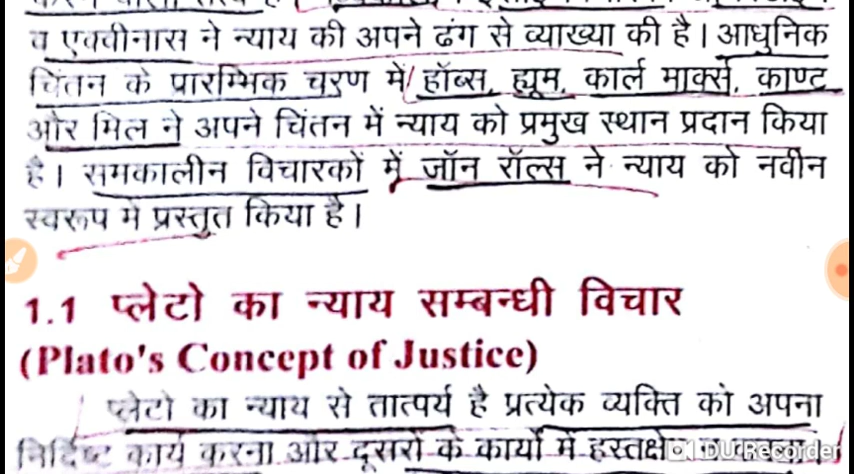 व एक्वीनास ने न्याय की अपने ढंग से व्याख्या की है। आधुनिक
चिंतन के प्रारम्भिक चरण में हॉब्स, ह्यूम, कार्ल मार्क्स, काण्ट
और मिल ने अपने चिंतन में न्याय को प्रमुख स्थान प्रदान किया
है। समकालीन विचारकों में जॉन रॉल्स ने न्याय को नवीन
स्वरूप में प्रस्तुत किया है।
1.1 प्लेटो का न्याय सम्बन्धी विचार
(Plato's Concept of Justice)
प्लेटो का न्याय से तात्पर्य है प्रत्येक व्यक्ति को अपना
निर्दिष्ट कार्य करना और दूसरों के कार्यों में हस्तक्षेप
DU Recorder